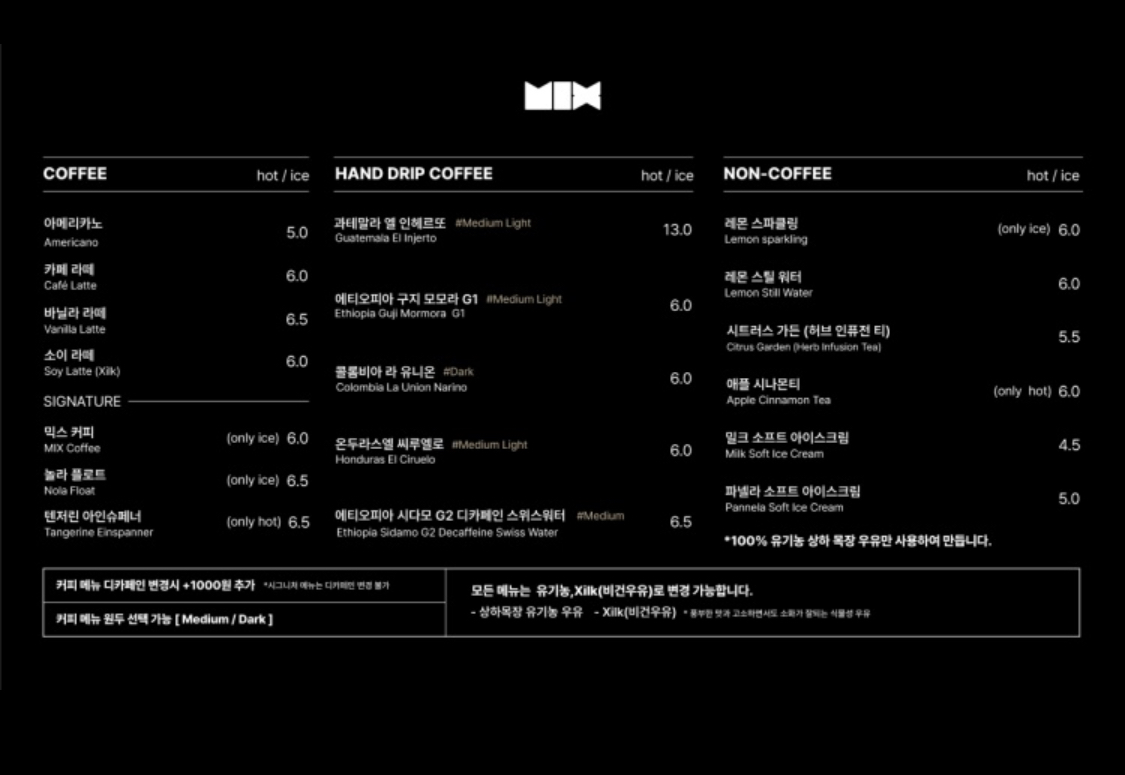 MIX
COFFEE hot / ice
아메리카노
Americano 5.0
카페 라떼
Café Latte 6.0
바닐라 라떼
Vanilla Latte 6.5
소이 라떼
Soy Latte (Xilk) 6.0
SIGNATURE
믹스 커피
MIX Coffee (only ice) 6.0
놀라 플로트
Nola Float (only ice) 6.5
텐저린 아인슈페너
Tangerine Einspanner (only hot) 6.5
HAND DRIP COFFEE hot / ice
과테말라 엘 인헤르또 #Medium Light
Guatemala El Injerto 13.0
에티오피아 구지 모모라 G1 #Medium Light
Ethiopia Guji Mormora G1 6.0
콜롬비아 라 유니온 #Dark
Colombia La Union Narino 6.0
온두라스엘 씨루엘로 #Medium Light
Honduras El Ciruelo 6.0
에티오피아 시다모 G2 디카페인 스위스워터 #Medium
Ethiopia Sidamo G2 Decaffeine Swiss Water 6.5
NON-COFFEE hot / ice
레몬 스파클링
Lemon sparkling (only ice) 6.0
레몬 스틸 워터
Lemon Still Water 6.0
시트러스 가든 (허브 인퓨전 티)
Citrus Garden (Herb Infusion Tea) 5.5
애플 시나몬티
Apple Cinnamon Tea (only hot) 6.0
밀크 소프트 아이스크림
Milk Soft Ice Cream 4.5
파넬라 소프트 아이스크림
Pannela Soft Ice Cream 5.0
*100% 유기농 상하 목장 우유만 사용하여 만듭니다.
커피 메뉴 디카페인 변경시 +1000원 추가 *시그니처 메뉴는 디카페인 변경 불가
커피 메뉴 원두 선택 가능 [ Medium / Dark ]
모든 메뉴는 유기농,Xilk(비건우유)로 변경 가능합니다.
- 상하목장 유기농 우유 - Xilk(비건우유) * 풍부한 맛과 고소하면서도 소화가 잘되는 식물성 우유